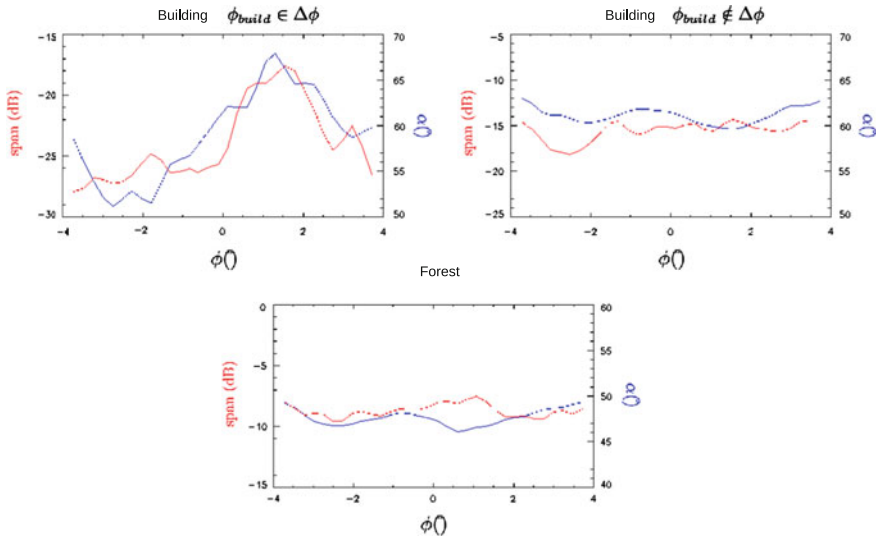 Building ϕ_build ∈ Δϕ
Building ϕ_build ∉ Δϕ
-15
-20
-25
-30
span (dB)
70
65
60
55
50
α(̊)
-4 -2 0 2 4
ϕ(̊)
-5
-10
-15
-20
-25
span (dB)
70
65
60
55
50
α(̊)
-4 -2 0 2 4
ϕ(̊)
Forest
0
-5
-10
-15
span (dB)
60
55
50
45
40
α(̊)
-4 -2 0 2 4
ϕ(̊)